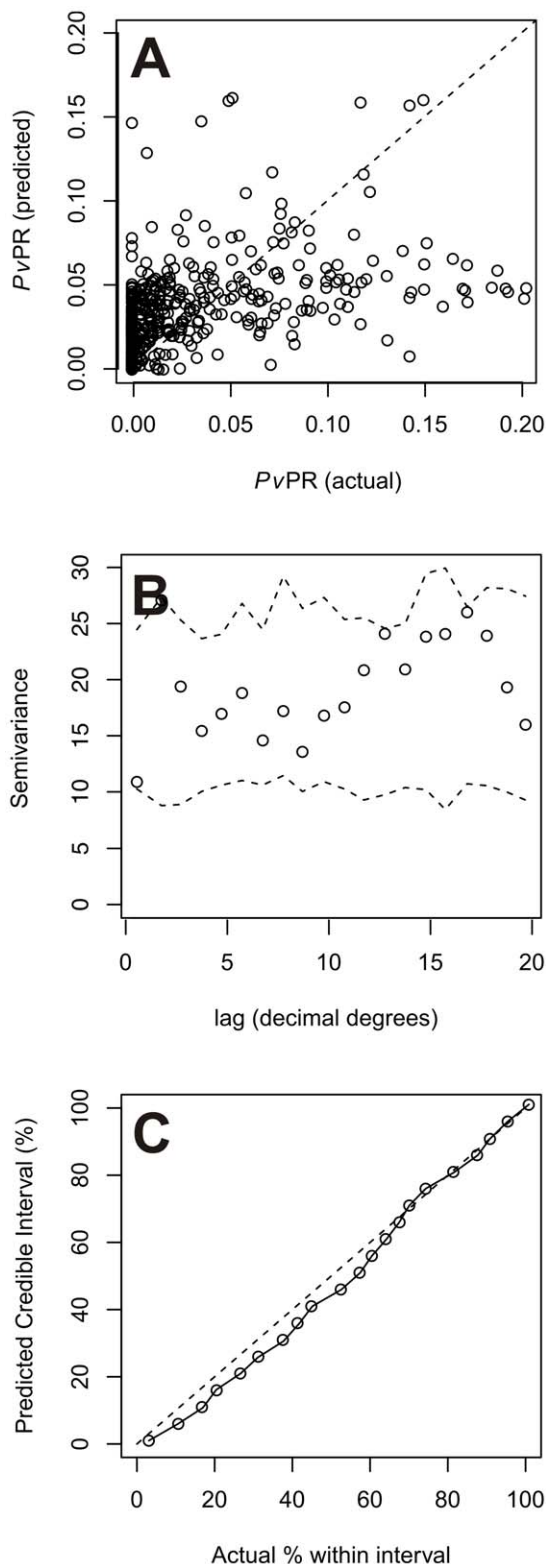 A
PvPR (predicted)
0.00 0.05 0.10 0.15 0.20
0.00 0.05 0.10 0.15 0.20
PvPR (actual)
B
Semivariance
0 5 10 15 20 25 30
0 5 10 15 20
lag (decimal degrees)
C
Predicted Credible Interval (%)
0 20 40 60 80 100
0 20 40 60 80 100
Actual % within interval